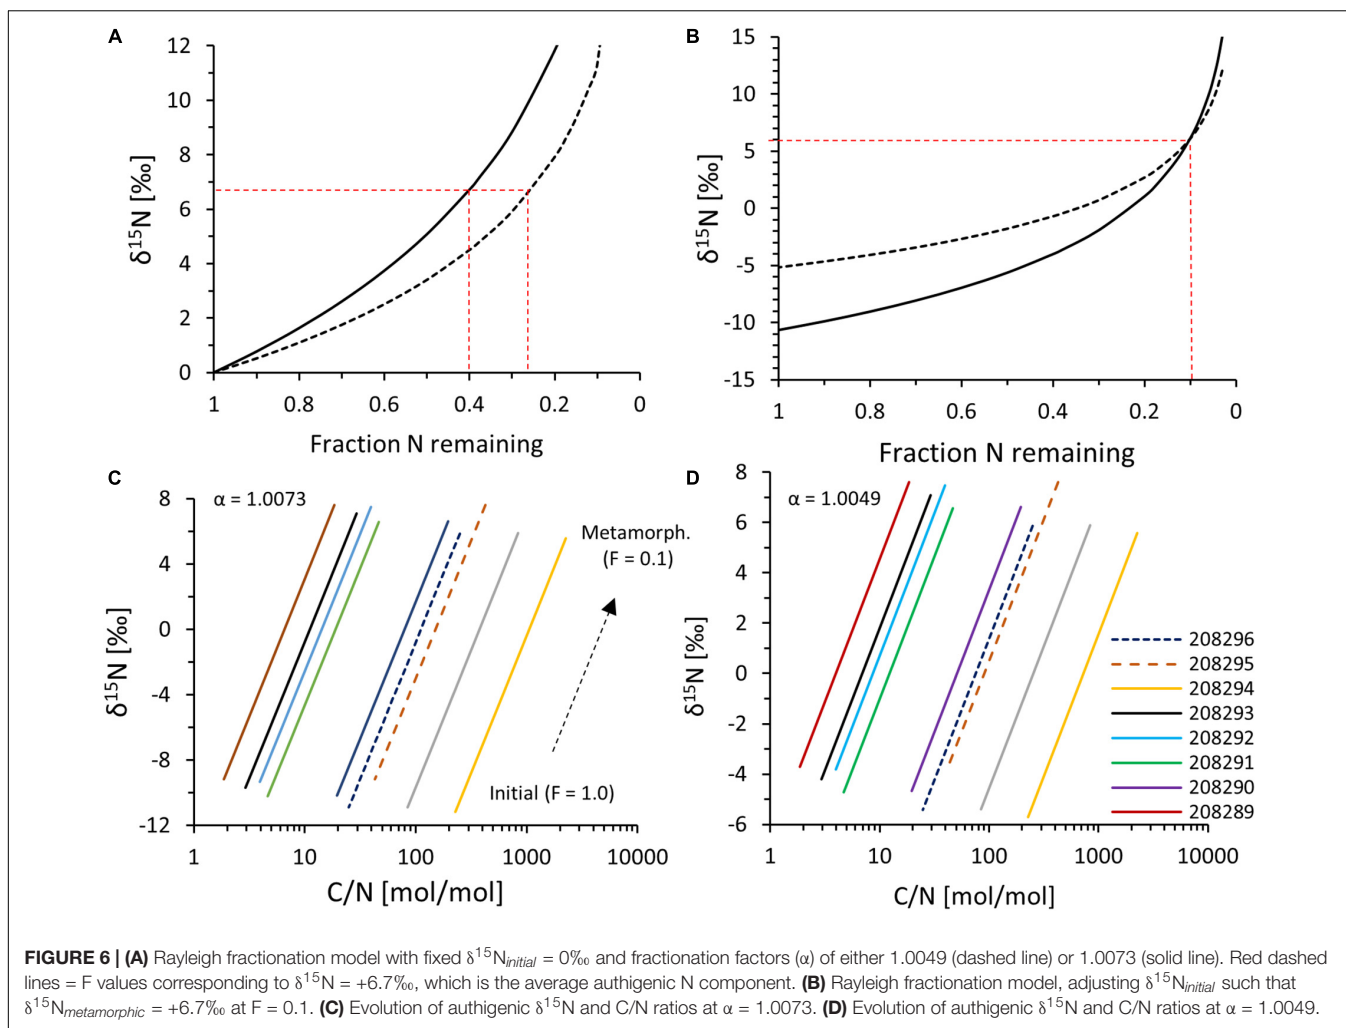 A
12
10
8
6
4
2
0
δ¹⁵N [‰]
1
0.8
0.6
0.4
0.2
0
Fraction N remaining
B
15
10
5
0
-5
-10
-15
δ¹⁵N [‰]
1
0.8
0.6
0.4
0.2
0
Fraction N remaining
C
α = 1.0073
8
4
0
-4
-8
-12
δ¹⁵N [‰]
Metamorph.
(F = 0.1)
Initial (F = 1.0)
1
10
100
1000
10000
C/N [mol/mol]
D
α = 1.0049
8
6
4
2
0
-2
-4
-6
δ¹⁵N [‰]
208296
208295
208294
208293
208292
208291
208290
208289
1
10
100
1000
10000
C/N [mol/mol]
FIGURE 6 | (A) Rayleigh fractionation model with fixed δ¹⁵Ninitial = 0‰ and fractionation factors (α) of either 1.0049 (dashed line) or 1.0073 (solid line). Red dashed
lines = F values corresponding to δ¹⁵N = +6.7‰, which is the average authigenic N component. (B) Rayleigh fractionation model, adjusting δ¹⁵Ninitial such that
δ¹⁵Nmetamorphic = +6.7‰ at F = 0.1. (C) Evolution of authigenic δ¹⁵N and C/N ratios at α = 1.0073. (D) Evolution of authigenic δ¹⁵N and C/N ratios at α = 1.0049.